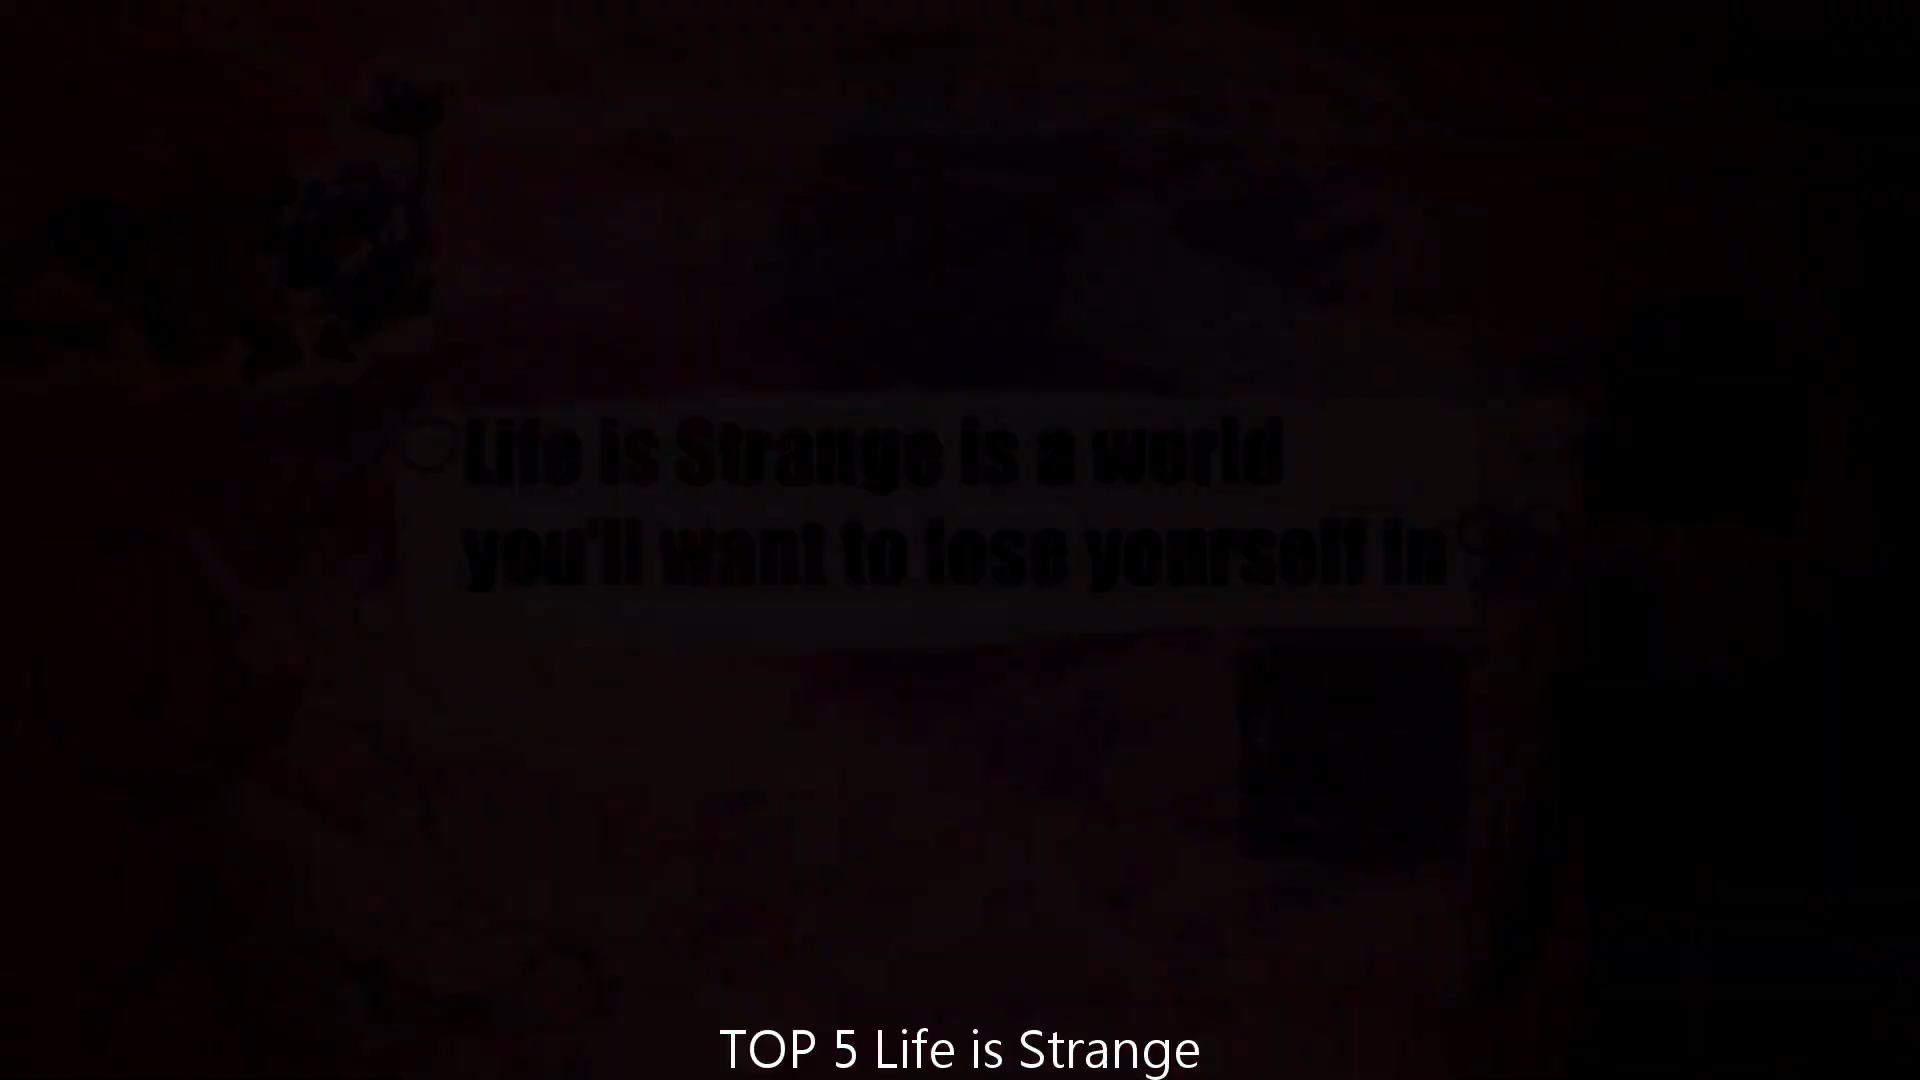 Life is Strange is a world
you'll want to lose yourself in
TOP 5 Life is Strange